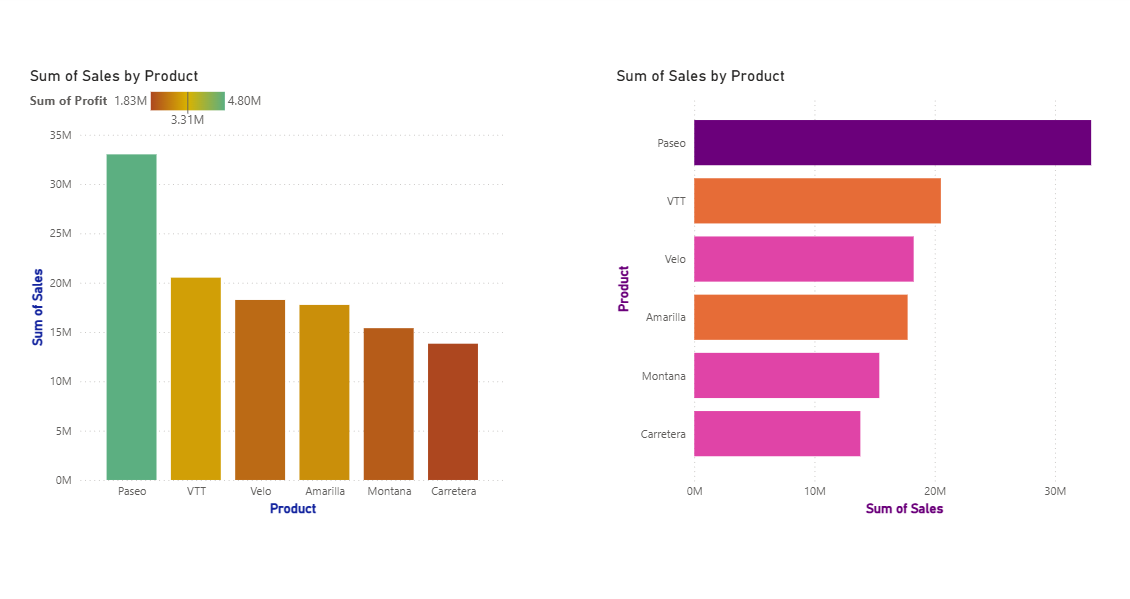 Sum of Sales by Product
Sum of Profit 1.83M 4.80M
3.31M
35M
30M
25M
20M
15M
10M
5M
0M
Sum of Sales
Paseo VTT Velo Amarilla Montana Carretera
Product
Sum of Sales by Product
Product
Paseo
VTT
Velo
Amarilla
Montana
Carretera
0M 10M 20M 30M
Sum of Sales